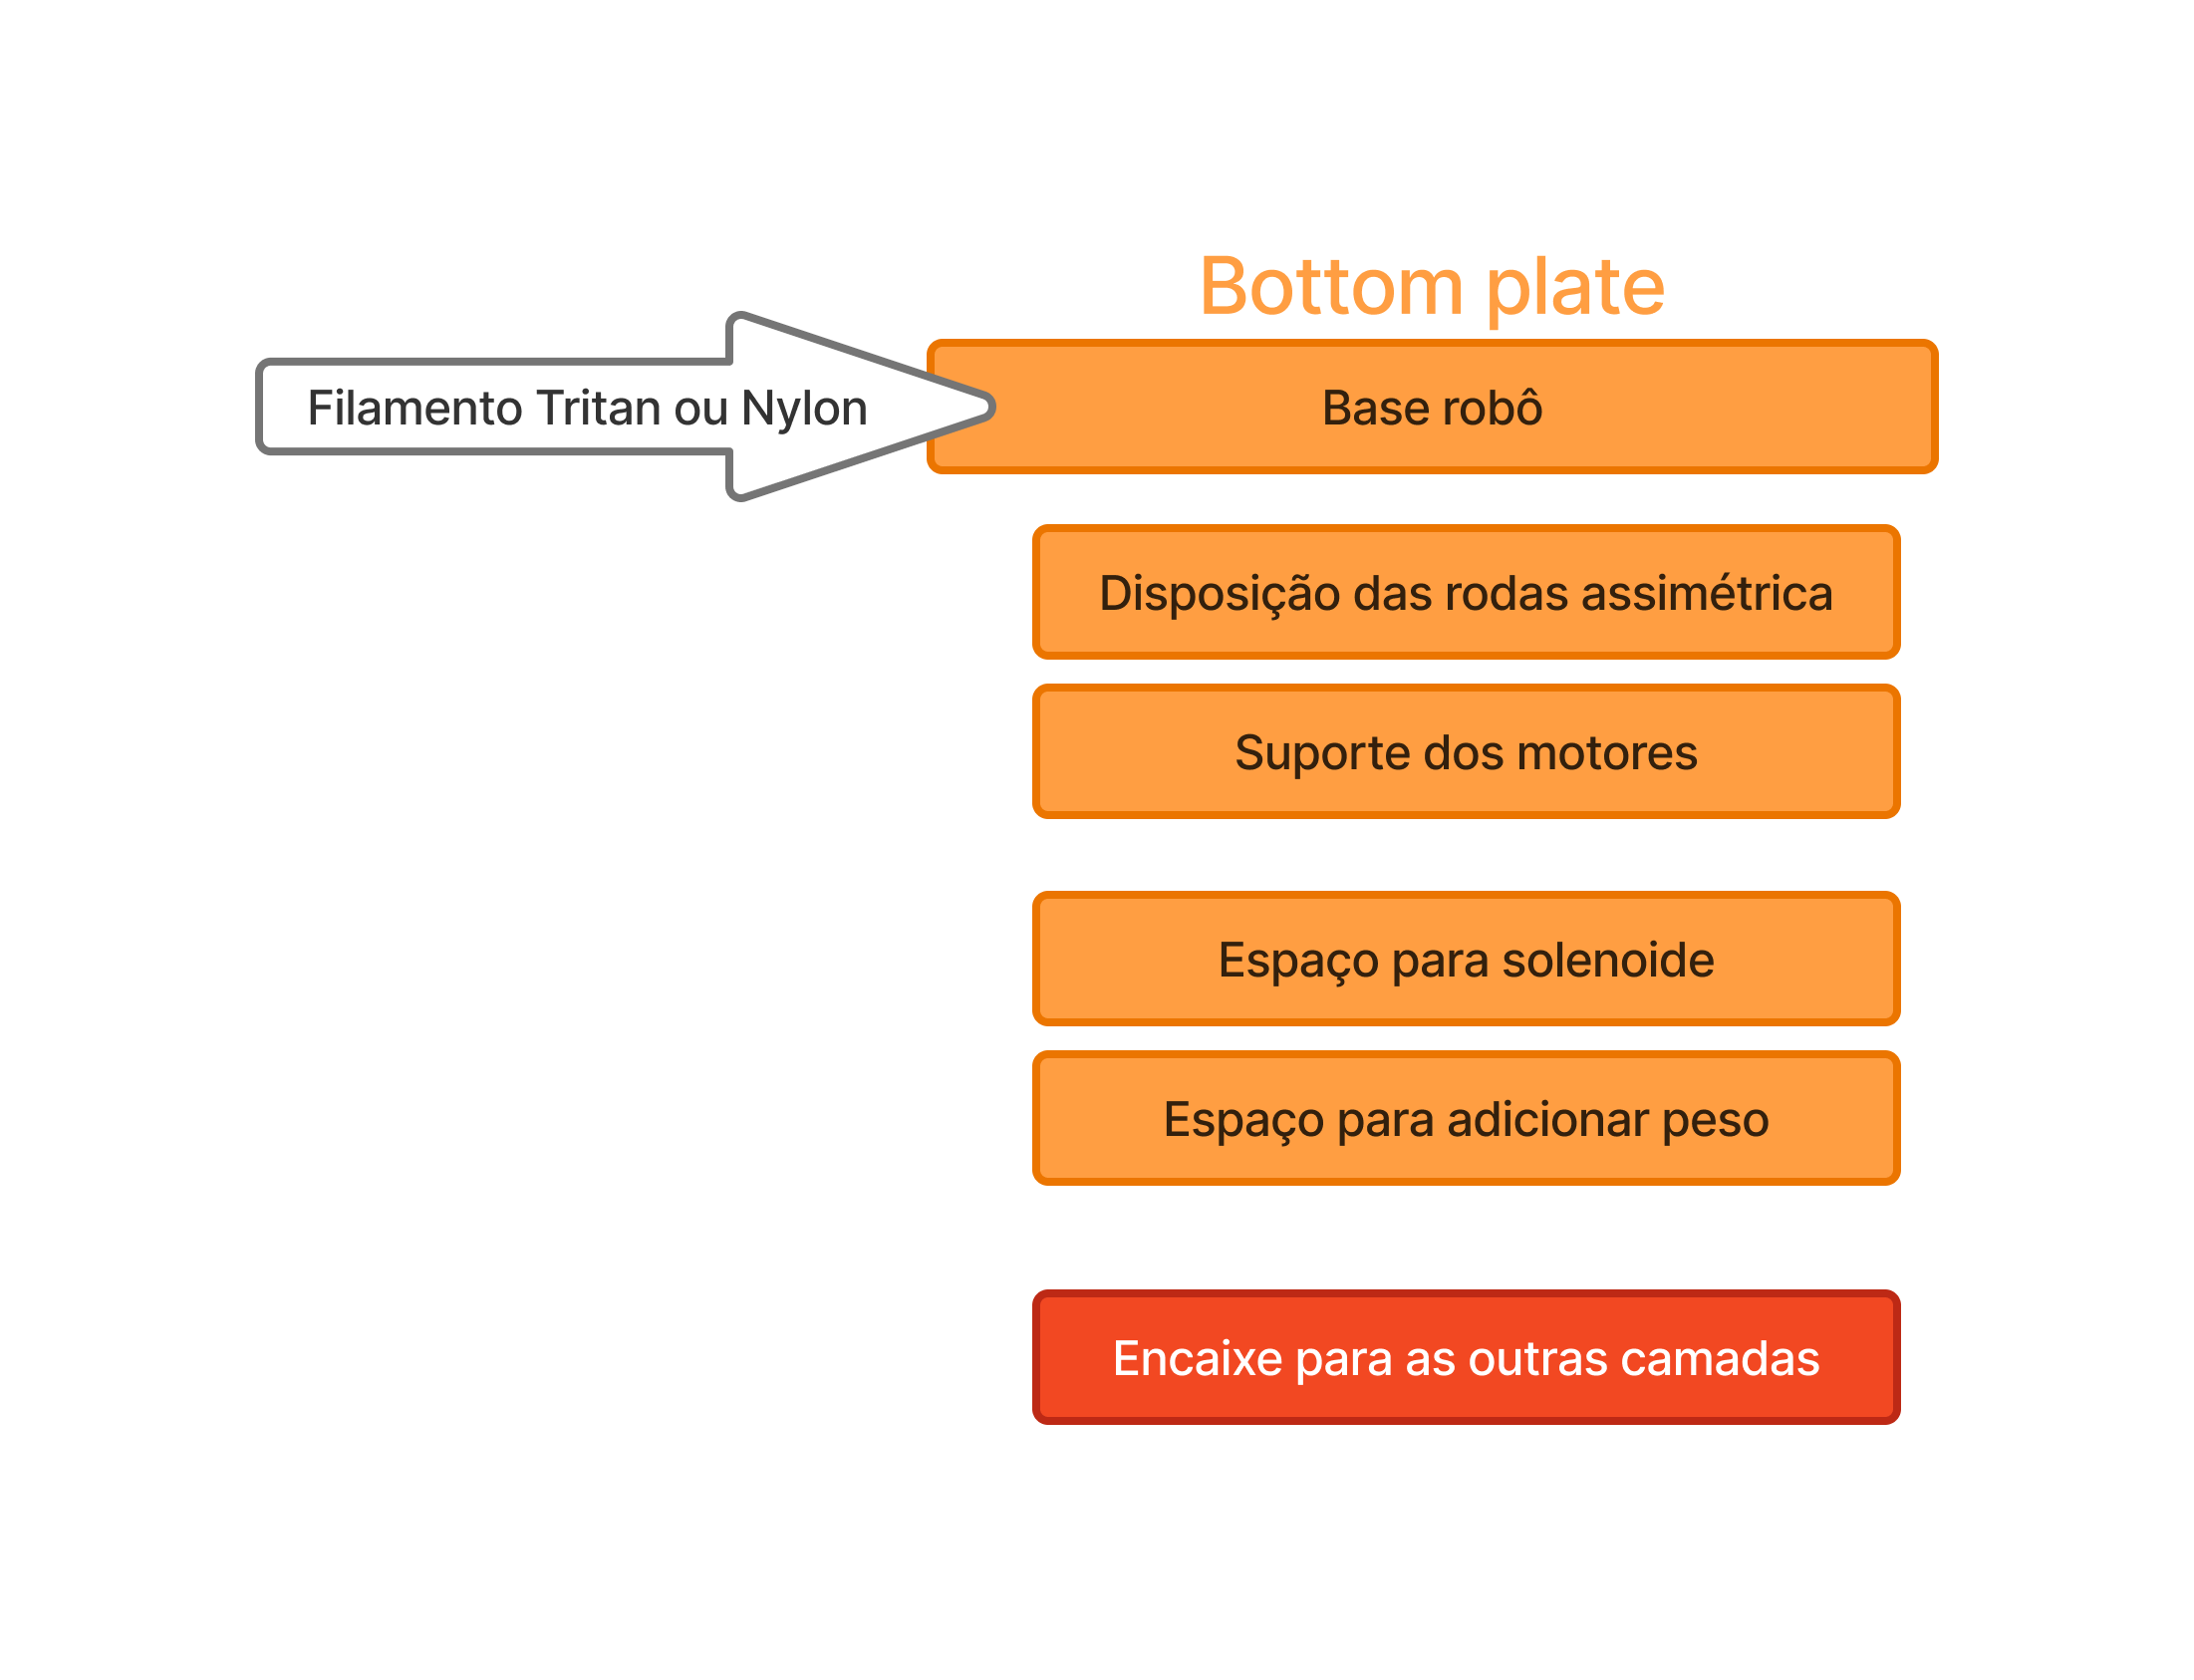 Bottom plate
Filamento Tritan ou Nylon
Base robô
Disposição das rodas assimétrica
Suporte dos motores
Espaço para solenoide
Espaço para adicionar peso
Encaixe para as outras camadas